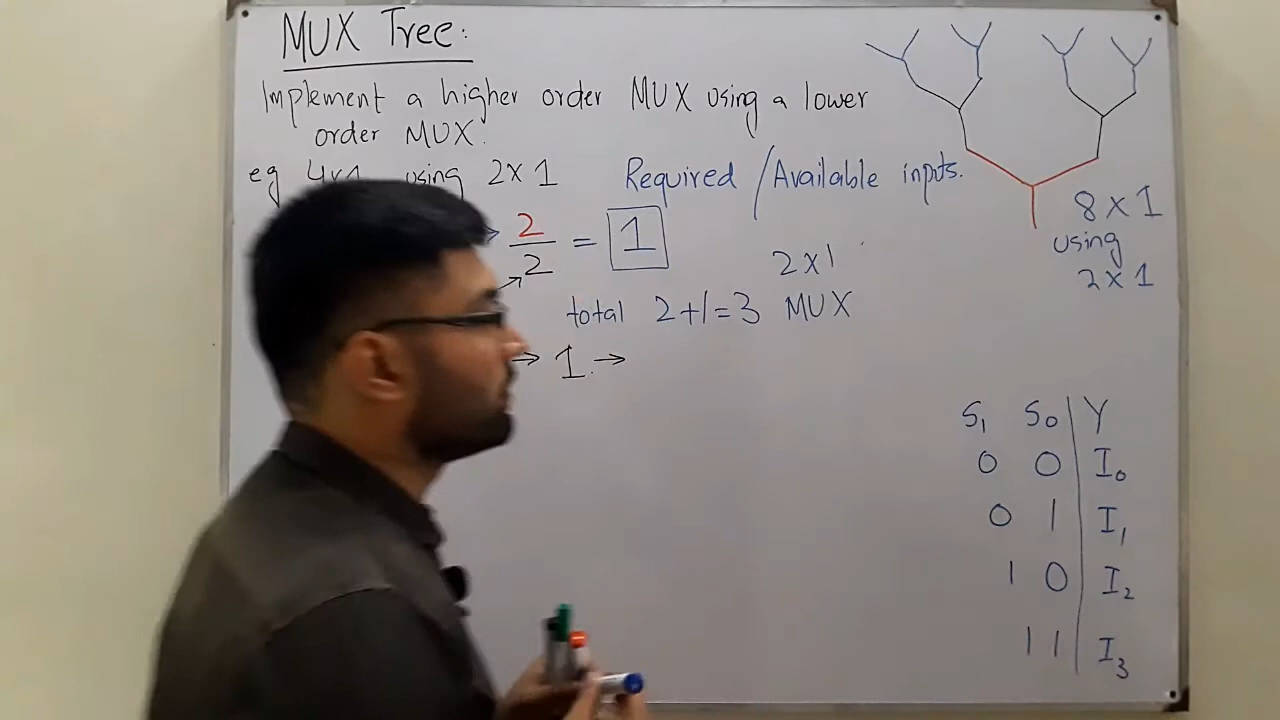 MUX Tree:
Implement a higher order MUX using a lower
order MUX.
eg 4x1 using 2x1
Required / Available inputs.
→ 2/2 = 1
2x1
total 2+1=3 MUX
→ 1. →
8x1
using
2x1
S1 S0 | Y
0 0 | I0
0 1 | I1
1 0 | I2
1 1 | I3